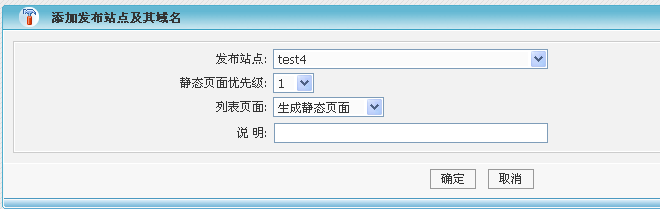 添加发布站点及其域名
发布站点: test4
静态页面优先级: 1
列表页面: 生成静态页面
说 明:
确定 取消